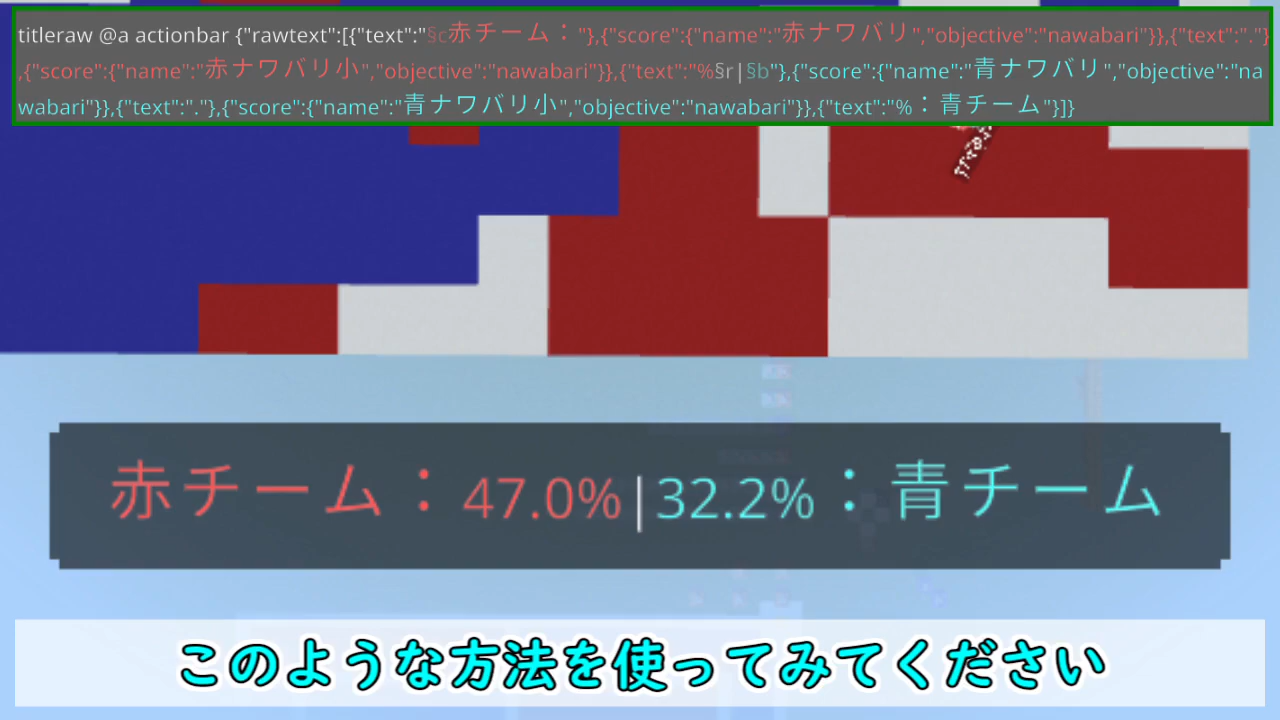 titleraw @a actionbar {"rawtext":[{"text":"§c赤チーム："},{"score":{"name":"赤ナワバリ","objective":"nawabari"}},{"text":"."}
,{"score":{"name":"赤ナワバリ小","objective":"nawabari"}},{"text":"%§r|§b"},{"score":{"name":"青ナワバリ","objective":"na
wabari"}},{"text":"."},{"score":{"name":"青ナワバリ小","objective":"nawabari"}},{"text":"%：青チーム"}]}
赤チーム：47.0%|32.2%：青チーム
このような方法を使ってみてください